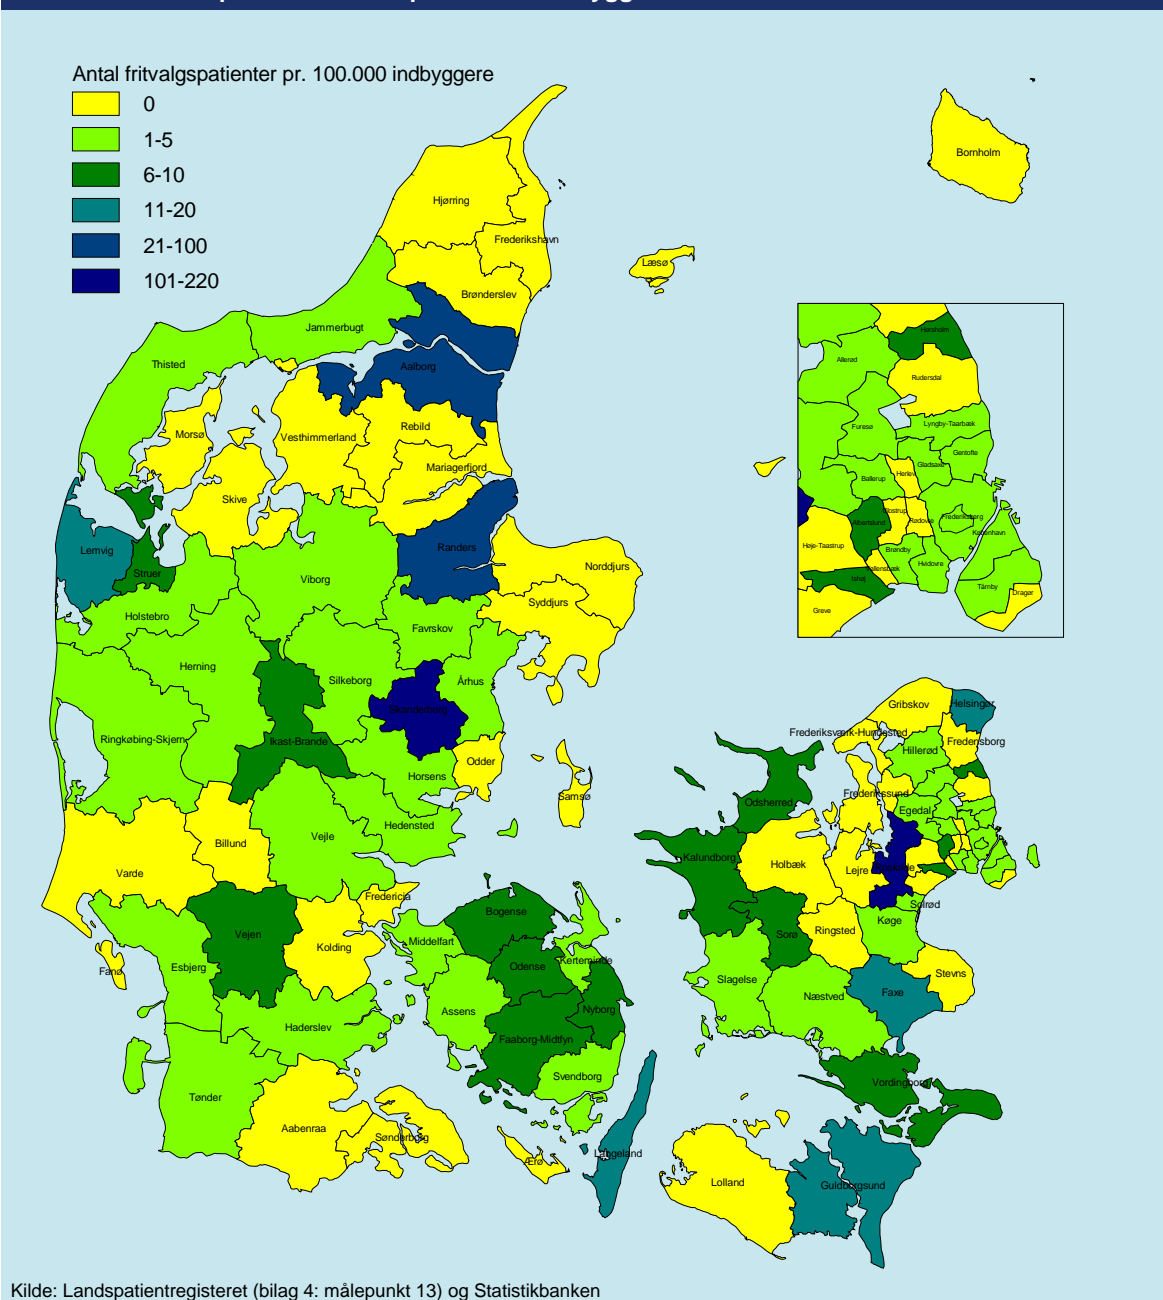 Antal fritvalgspatienter pr. 100.000 indbyggere
0
1-5
6-10
11-20
21-100
101-220
Bornholm
Hjørring
Frederikshavn
Læsø
Brønderslev
Jammerbugt
Thisted
Aalborg
Morsø
Vesthimmerland
Rebild
Mariagerfjord
Skive
Lemvig
Struer
Randers
Viborg
Norddjurs
Syddjurs
Holstebro
Favrskov
Herning
Silkeborg
Århus
Skanderborg
Ringkøbing-Skjern
Ikast-Brande
Odder
Horsens
Samsø
Hedensted
Vejle
Billund
Varde
Fredericia
Vejen
Kolding
Fanø
Esbjerg
Haderslev
Tønder
Aabenraa
Sønderborg
Bogense
Middelfart
Odense
Kerteminde
Assens
Nyborg
Faaborg-Midtfyn
Svendborg
Langeland
Ærø
Hørsholm
Allerød
Rudersdal
Furesø
Lyngby-Taarbæk
Gentofte
Gladsaxe
Ballerup
Herlev
Albertslund
Glostrup
Rødovre
Frederiksberg
København
Høje-Taastrup
Brøndby
Hvidovre
Vallensbæk
Ishøj
Tårnby
Dragør
Greve
Gribskov
Helsingør
Frederiksværk-Hundested
Fredensborg
Hillerød
Frederikssund
Egedal
Odsherred
Kalundborg
Holbæk
Lejre
Solrød
Køge
Sorø
Ringsted
Stevns
Slagelse
Næstved
Faxe
Vordingborg
Lolland
Guldborgsund
Kilde: Landspatientregisteret (bilag 4: målepunkt 13) og Statistikbanken